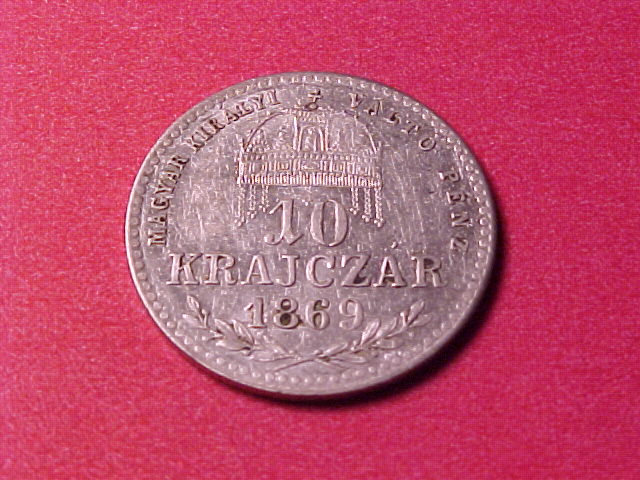 MAGYAR KIRÁLYI VÁLTÓ PÉNZ
10
KRAJCZÁR
1869